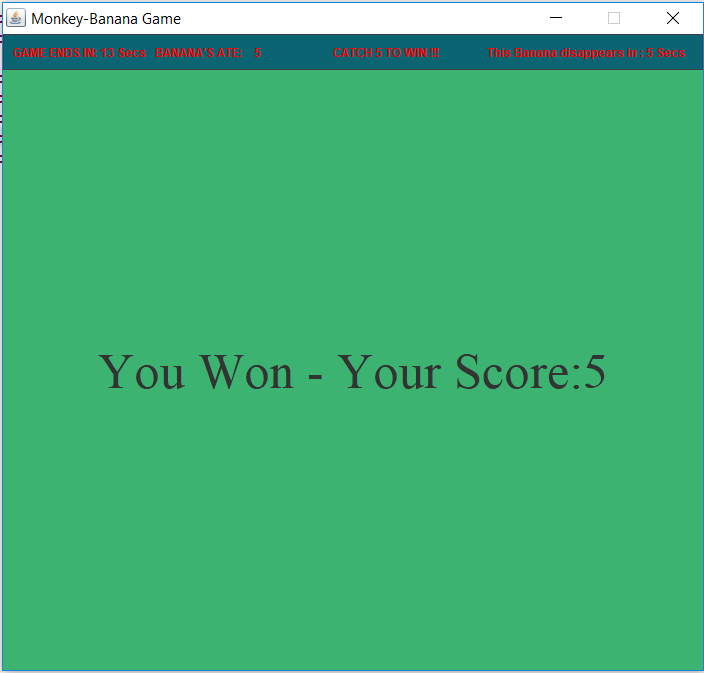 Monkey-Banana Game
GAME ENDS IN: 13 Secs BANANA'S ATE: 5 CATCH 5 TO WIN !!! This Banana disappears in : 5 Secs
You Won - Your Score:5